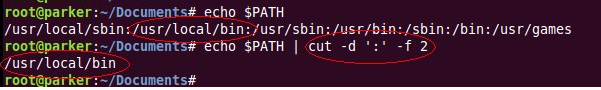 root@parker:~/Documents# echo $PATH
/usr/local/sbin:/usr/local/bin:/usr/sbin:/usr/bin:/sbin:/bin:/usr/games
root@parker:~/Documents# echo $PATH | cut -d ':' -f 2
/usr/local/bin
root@parker:~/Documents#